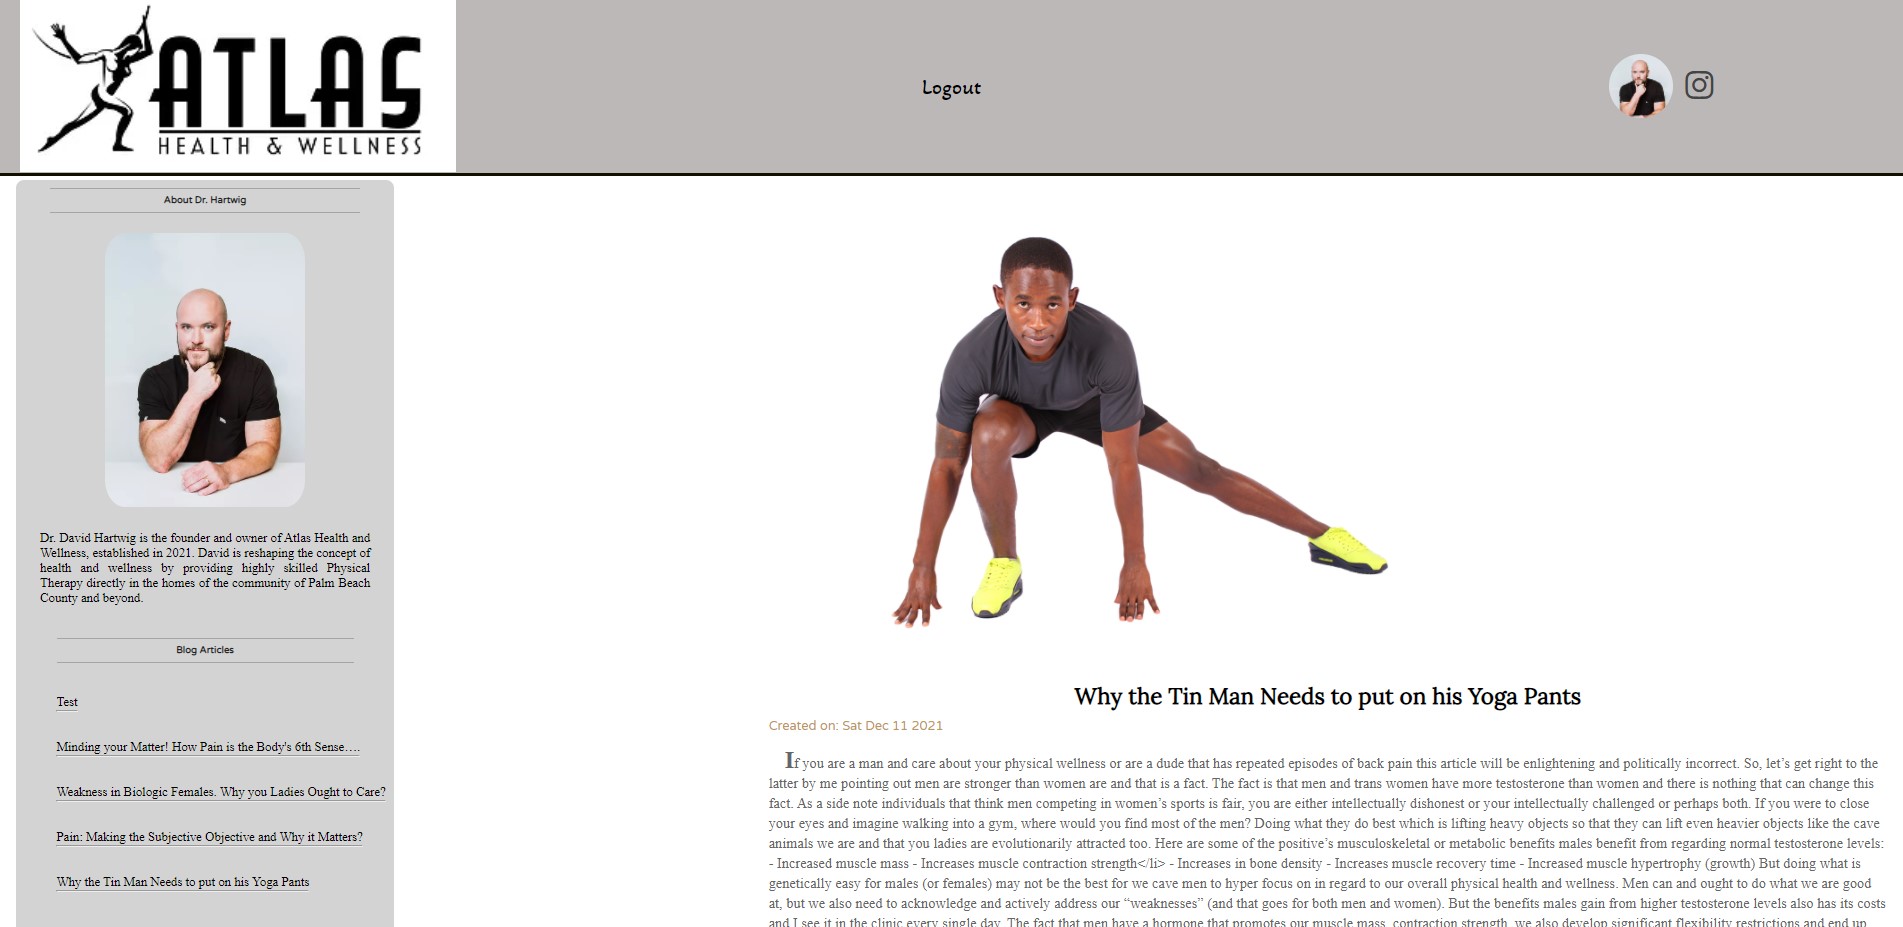 ATLAS
HEALTH & WELLNESS
Logout
About Dr. Hartwig
Dr. David Hartwig is the founder and owner of Atlas Health and
Wellness, established in 2021. David is reshaping the concept of
health and wellness by providing highly skilled Physical
Therapy directly in the homes of the community of Palm Beach
County and beyond.
Blog Articles
Test
Minding your Matter! How Pain is the Body's 6th Sense….
Weakness in Biologic Females. Why you Ladies Ought to Care?
Pain: Making the Subjective Objective and Why it Matters?
Why the Tin Man Needs to put on his Yoga Pants
Why the Tin Man Needs to put on his Yoga Pants
Created on: Sat Dec 11 2021
If you are a man and care about your physical wellness or are a dude that has repeated episodes of back pain this article will be enlightening and politically incorrect. So, let’s get right to the
latter by me pointing out men are stronger than women are and that is a fact. The fact is that men and trans women have more testosterone than women and there is nothing that can change this
fact. As a side note individuals that think men competing in women’s sports is fair, you are either intellectually dishonest or your intellectually challenged or perhaps both. If you were to close
your eyes and imagine walking into a gym, where would you find most of the men? Doing what they do best which is lifting heavy objects so that they can lift even heavier objects like the cave
animals we are and that you ladies are evolutionarily attracted too. Here are some of the positive’s musculoskeletal or metabolic benefits males benefit from regarding normal testosterone levels:
- Increased muscle mass - Increases muscle contraction strength</li> - Increases in bone density - Increases muscle recovery time - Increased muscle hypertrophy (growth) But doing what is
genetically easy for males (or females) may not be the best for we cave men to hyper focus on in regard to our overall physical health and wellness. Men can and ought to do what we are good
at, but we also need to acknowledge and actively address our “weaknesses” (and that goes for both men and women). But the benefits males gain from higher testosterone levels also has its costs
and I see it in the clinic every single day. The fact that men have a hormone that promotes our muscle mass, contraction strength, we also develop significant flexibility restrictions and end up